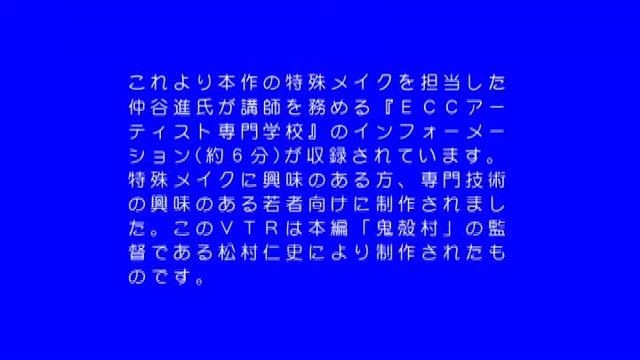 これより本作の特殊メイクを担当した
仲谷進氏が講師を務める『ＥＣＣアー
ティスト専門学校』のインフォーメー
ション(約６分)が収録されています。
特殊メイクに興味のある方、専門技術
の興味のある若者向けに制作されまし
た。このＶＴＲは本編「鬼殻村」の監
督である松村仁史により制作されたも
のです。